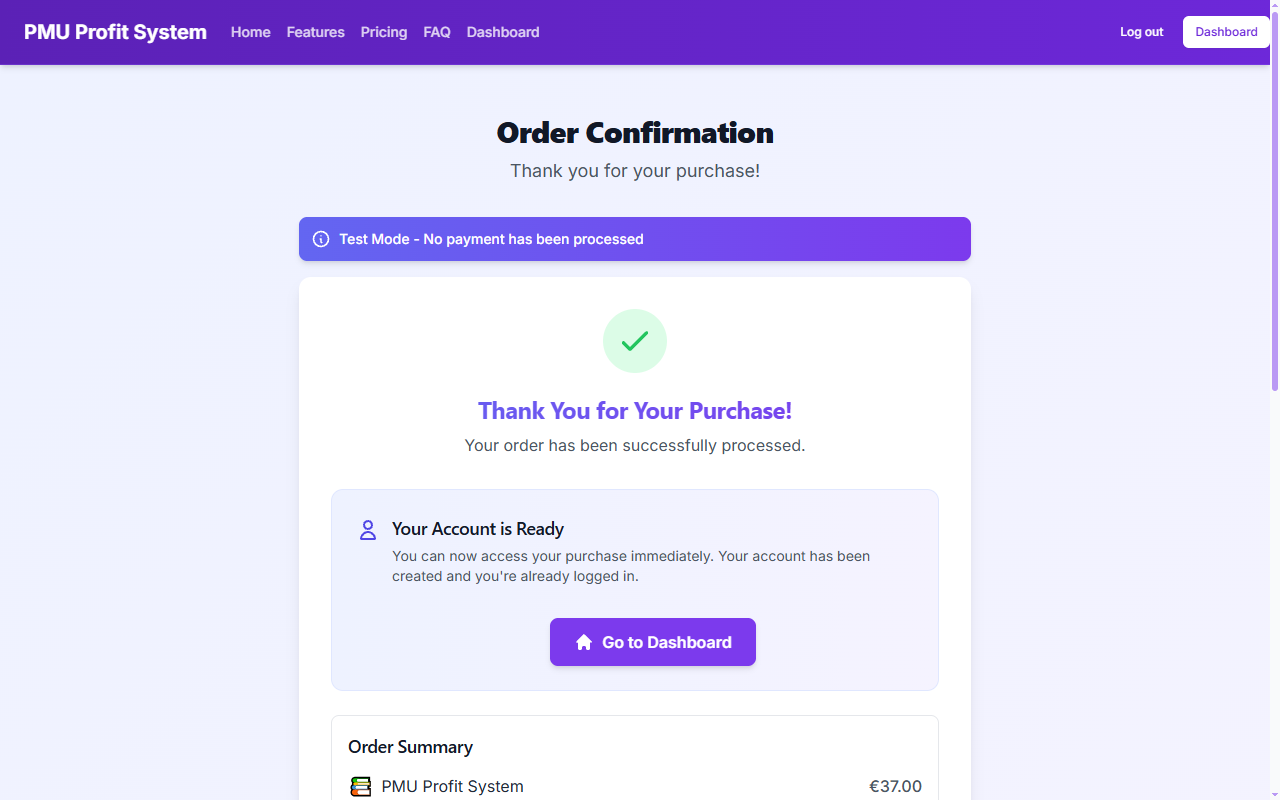 PMU Profit System Home Features Pricing FAQ Dashboard Log out Dashboard
Order Confirmation
Thank you for your purchase!
Test Mode - No payment has been processed
Thank You for Your Purchase!
Your order has been successfully processed.
Your Account is Ready
You can now access your purchase immediately. Your account has been
created and you're already logged in.
Go to Dashboard
Order Summary
PMU Profit System €37.00